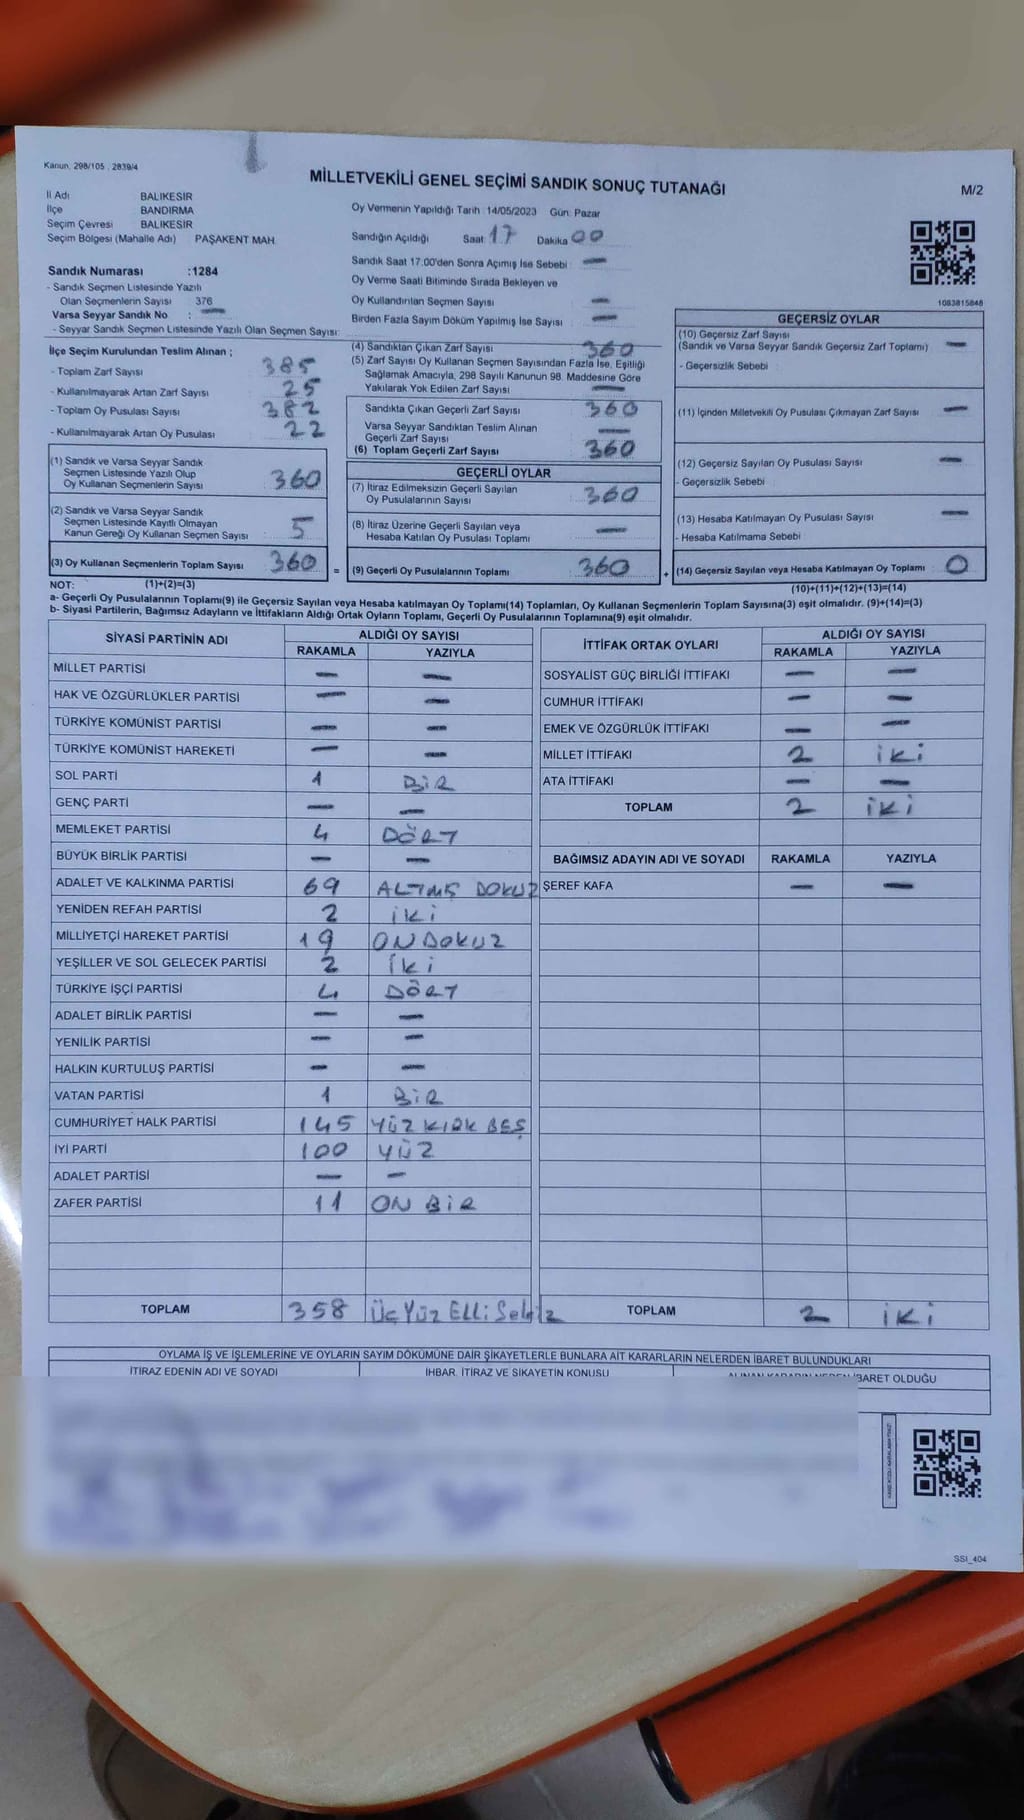 Kanun. 298/105 , 2839/4
MİLLETVEKİLİ GENEL SEÇİMİ SANDIK SONUÇ TUTANAĞI
M/2
İl Adı BALIKESİR
İlçe BANDIRMA
Seçim Çevresi BALIKESİR
Seçim Bölgesi (Mahalle Adı) PAŞAKENT MAH.
Sandık Numarası :1284
- Sandık Seçmen Listesinde Yazılı
Olan Seçmenlerin Sayısı 376
Varsa Seyyar Sandık No : —
- Seyyar Sandık Seçmen Listesinde Yazılı Olan Seçmen Sayısı:
Oy Vermenin Yapıldığı Tarih : 14/05/2023 Gün: Pazar
Sandığın Açıldığı Saat 17 Dakika 00
Sandık Saat 17:00'den Sonra Açımış İse Sebebi : —
Oy Verme Saati Bitiminde Sırada Bekleyen ve
Oy Kullandırılan Seçmen Sayısı —
Birden Fazla Sayım Döküm Yapılmış İse Sayısı : —
1083815848
İlçe Seçim Kurulundan Teslim Alınan ;
- Toplam Zarf Sayısı 385
- Kullanılmayarak Artan Zarf Sayısı 25
- Toplam Oy Pusulası Sayısı 382
- Kullanılmayarak Artan Oy Pusulası 22
(1) Sandık ve Varsa Seyyar Sandık
Seçmen Listesinde Yazılı Olup
Oy Kullanan Seçmenlerin Sayısı 360
(2) Sandık ve Varsa Seyyar Sandık
Seçmen Listesinde Kayıtlı Olmayan
Kanun Gereği Oy Kullanan Seçmen Sayısı 5
(3) Oy Kullanan Seçmenlerin Toplam Sayısı 360 =
(4) Sandıktan Çıkan Zarf Sayısı 360
(5) Zarf Sayısı Oy Kullanan Seçmen Sayısından Fazla İse, Eşitliği
Sağlamak Amacıyla, 298 Sayılı Kanunun 98. Maddesine Göre
Yakılarak Yok Edilen Zarf Sayısı —
Sandıkta Çıkan Geçerli Zarf Sayısı 360
Varsa Seyyar Sandıktan Teslim Alınan
Geçerli Zarf Sayısı —
(6) Toplam Geçerli Zarf Sayısı 360
GEÇERLİ OYLAR
(7) İtiraz Edilmeksizin Geçerli Sayılan
Oy Pusulalarının Sayısı 360
(8) İtiraz Üzerine Geçerli Sayılan veya
Hesaba Katılan Oy Pusulası Toplamı —
(9) Geçerli Oy Pusulalarının Toplamı 360 +
GEÇERSİZ OYLAR
(10) Geçersiz Zarf Sayısı
(Sandık ve Varsa Seyyar Sandık Geçersiz Zarf Toplamı) —
- Geçersizlik Sebebi :
(11) İçinden Milletvekili Oy Pusulası Çıkmayan Zarf Sayısı —
(12) Geçersiz Sayılan Oy Pusulası Sayısı —
- Geçersizlik Sebebi
(13) Hesaba Katılmayan Oy Pusulası Sayısı —
- Hesaba Katılmama Sebebi
(14) Geçersiz Sayılan veya Hesaba Katılmayan Oy Toplamı 0
NOT: (1)+(2)=(3) (10)+(11)+(12)+(13)=(14)
a- Geçerli Oy Pusulalarının Toplamı(9) ile Geçersiz Sayılan veya Hesaba katılmayan Oy Toplamı(14) Toplamları, Oy Kullanan Seçmenlerin Toplam Sayısına(3) eşit olmalıdır. (9)+(14)=(3)
b- Siyasi Partilerin, Bağımsız Adayların ve İttifakların Aldığı Ortak Oyların Toplamı, Geçerli Oy Pusulalarının Toplamına(9) eşit olmalıdır.
SİYASİ PARTİNİN ADI ALDIĞI OY SAYISI
RAKAMLA YAZIYLA
MİLLET PARTİSİ — —
HAK VE ÖZGÜRLÜKLER PARTİSİ — —
TÜRKİYE KOMÜNİST PARTİSİ — —
TÜRKİYE KOMÜNİST HAREKETİ — —
SOL PARTİ 1 BİR
GENÇ PARTİ — —
MEMLEKET PARTİSİ 4 DÖRT
BÜYÜK BİRLİK PARTİSİ — —
ADALET VE KALKINMA PARTİSİ 69 ALTMIŞ DOKUZ
YENİDEN REFAH PARTİSİ 2 İKİ
MİLLİYETÇİ HAREKET PARTİSİ 19 ONDOKUZ
YEŞİLLER VE SOL GELECEK PARTİSİ 2 İki
TÜRKİYE İŞÇİ PARTİSİ 4 DÖRT
ADALET BİRLİK PARTİSİ — —
YENİLİK PARTİSİ — —
HALKIN KURTULUŞ PARTİSİ — —
VATAN PARTİSİ 1 BİR
CUMHURİYET HALK PARTİSİ 145 YÜZ KIRK BEŞ
İYİ PARTİ 100 YÜZ
ADALET PARTİSİ — —
ZAFER PARTİSİ 11 ON BİR
TOPLAM 358 ÜçYüz Elli Sekiz
İTTİFAK ORTAK OYLARI ALDIĞI OY SAYISI
RAKAMLA YAZIYLA
SOSYALİST GÜÇ BİRLİĞİ İTTİFAKI — —
CUMHUR İTTİFAKI — —
EMEK VE ÖZGÜRLÜK İTTİFAKI — —
MİLLET İTTİFAKI 2 İKİ
ATA İTTİFAKI — —
TOPLAM 2 İKİ
BAĞIMSIZ ADAYIN ADI VE SOYADI RAKAMLA YAZIYLA
ŞEREF KAFA — —
TOPLAM 2 İKİ
OYLAMA İŞ VE İŞLEMLERİNE VE OYLARIN SAYIM DÖKÜMÜNE DAİR ŞİKAYETLERLE BUNLARA AİT KARARLARIN NELERDEN İBARET BULUNDUKLARI
İTİRAZ EDENİN ADI VE SOYADI İHBAR, İTİRAZ VE ŞİKAYETİN KONUSU ALINAN KARARIN NEDEN İBARET OLDUĞU
SSI_404